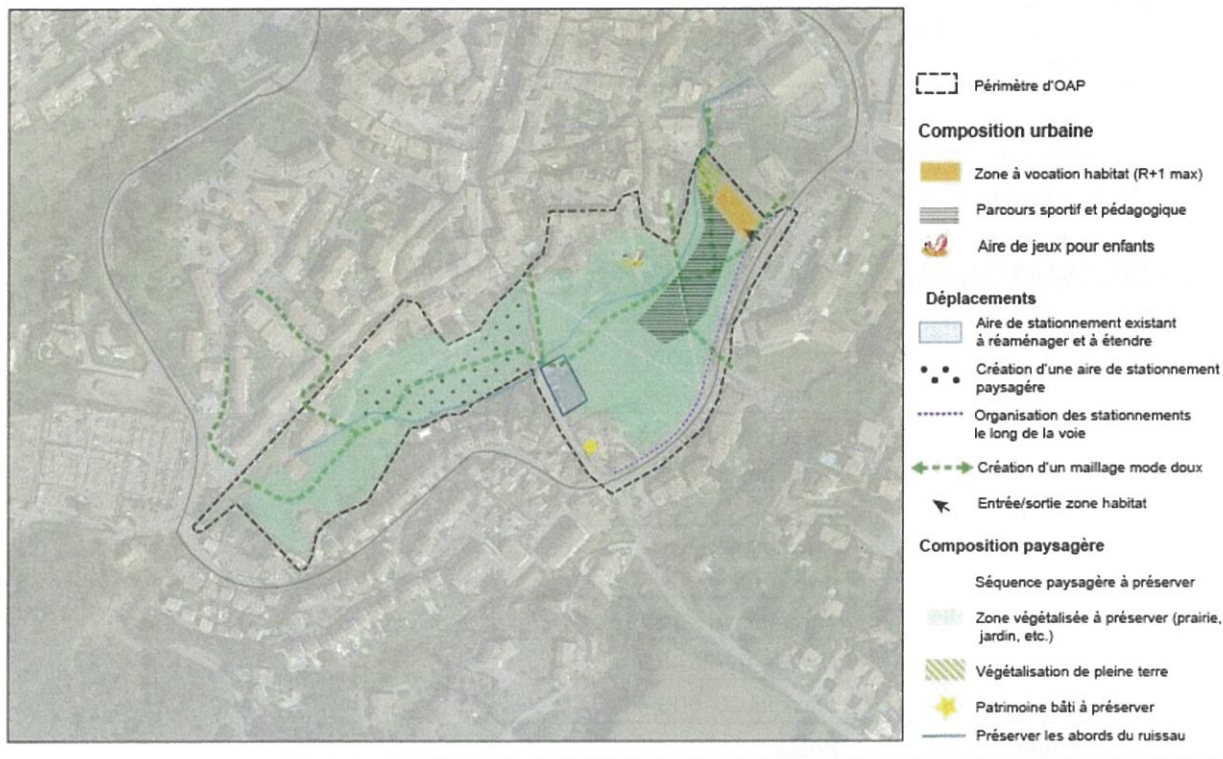 Périmètre d'OAP
Composition urbaine
Zone à vocation habitat (R+1 max)
Parcours sportif et pédagogique
Aire de jeux pour enfants
Déplacements
Aire de stationnement existant
à réaménager et à étendre
Création d'une aire de stationnement
paysagére
Organisation des stationnements
le long de la voie
Création d'un maillage mode doux
Entrée/sortie zone habitat
Composition paysagère
Séquence paysagère à préserver
Zone végétalisée à préserver (prairie,
jardin, etc.)
Végétalisation de pleine terre
Patrimoine bâti à préserver
Préserver les abords du ruissau